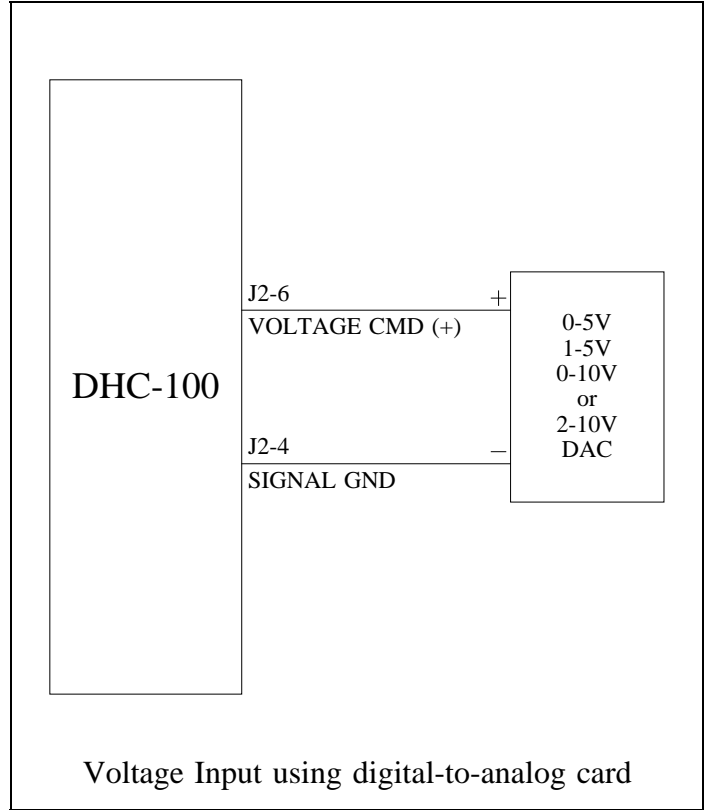 J2-6
+
VOLTAGE CMD (+)
DHC-100
0-5V
1-5V
0-10V
or
2-10V
DAC
J2-4
–
SIGNAL GND
Voltage Input using digital-to-analog card